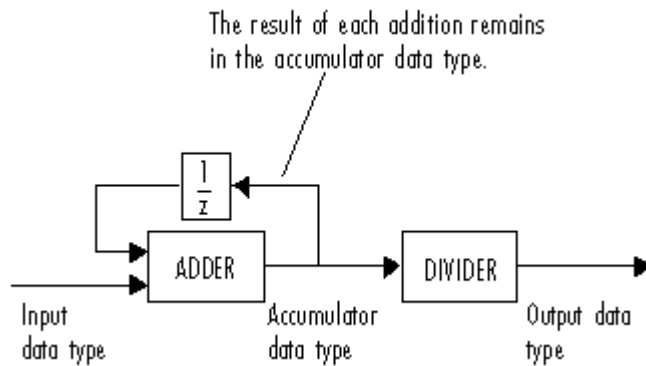 The result of each addition remains
in the accumulator data type.
1
z
ADDER
DIVIDER
Input
data type
Accumulator
data type
Output data
type